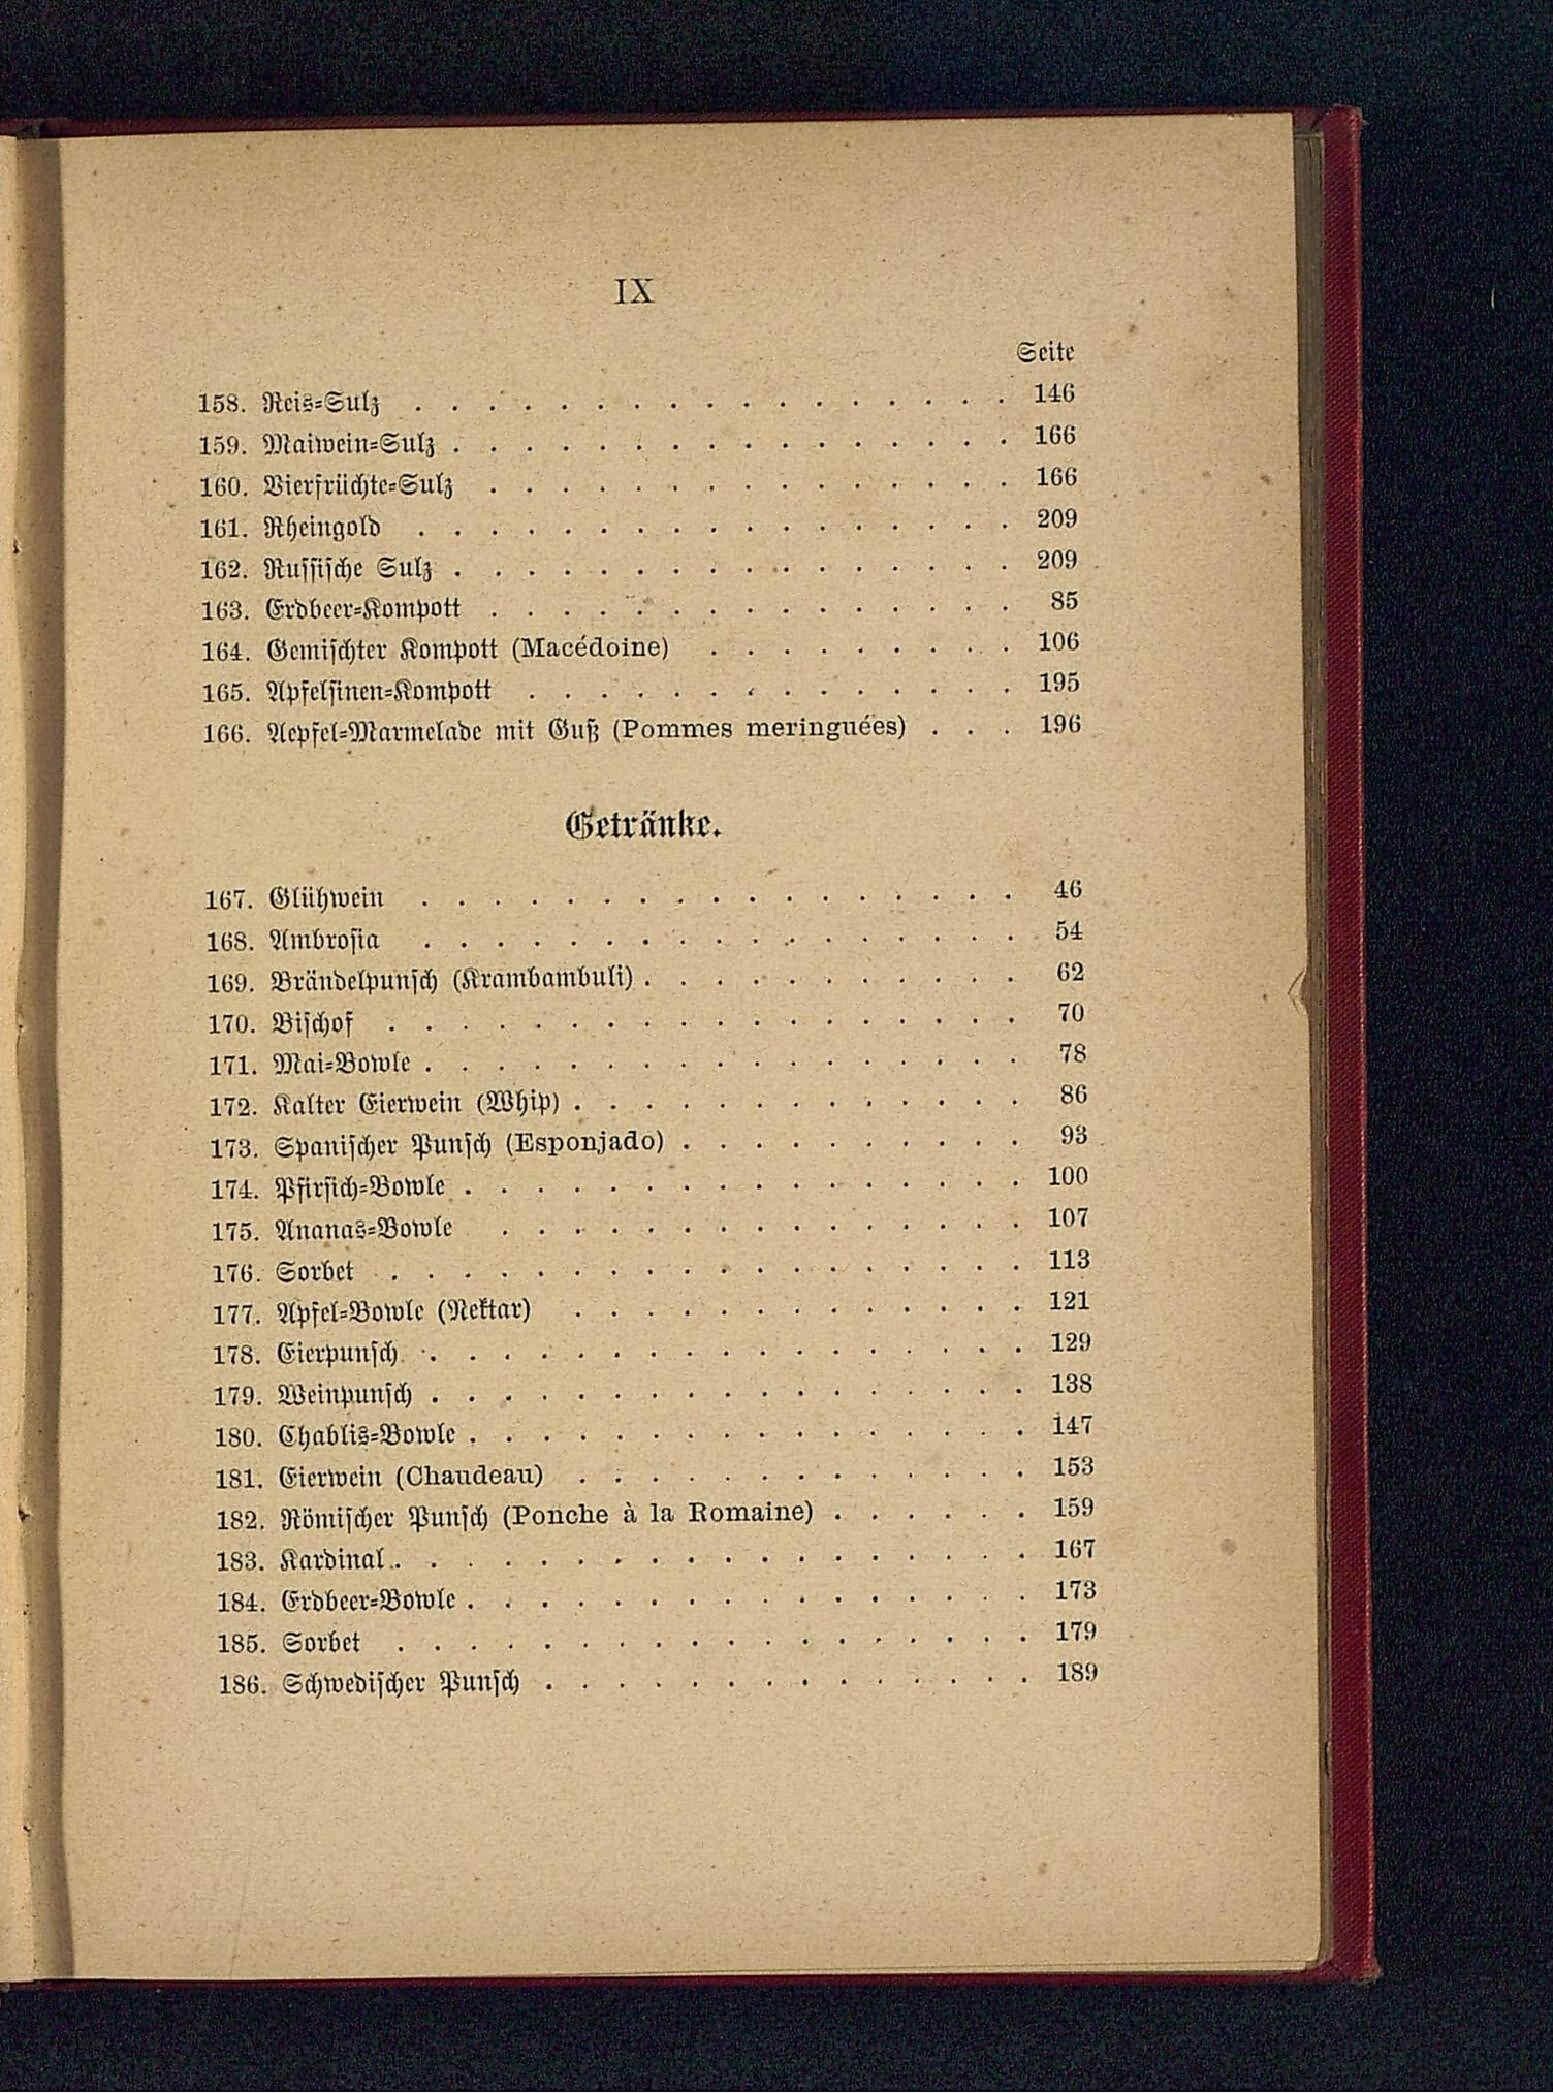 IX
Seite
158. Reis-Sulz . . . . . . . . . . . . . . . . . 146
159. Maiwein-Sulz . . . . . . . . . . . . . . . . 166
160. Vierfrüchte-Sulz . . . . . . . . . . . . . . . 166
161. Rheingold . . . . . . . . . . . . . . . . . 209
162. Russische Sulz . . . . . . . . . . . . . . . . 209
163. Erdbeer-Kompott . . . . . . . . . . . . . . . 85
164. Gemischter Kompott (Macédoine) . . . . . . . . . 106
165. Apfelsinen-Kompott . . . . . . . . . . . . . . 195
166. Aepfel-Marmelade mit Guß (Pommes meringuées) . . . 196
Getränke.
167. Glühwein . . . . . . . . . . . . . . . . . 46
168. Ambrosia . . . . . . . . . . . . . . . . . 54
169. Brändelpunsch (Krambambuli) . . . . . . . . . . . 62
170. Bischof . . . . . . . . . . . . . . . . . . 70
171. Mai-Bowle . . . . . . . . . . . . . . . . . 78
172. Kalter Eierwein (Whip) . . . . . . . . . . . . . 86
173. Spanischer Punsch (Esponjado) . . . . . . . . . . 93
174. Pfirsich-Bowle . . . . . . . . . . . . . . . . 100
175. Ananas-Bowle . . . . . . . . . . . . . . . 107
176. Sorbet . . . . . . . . . . . . . . . . . . 113
177. Apfel-Bowle (Nektar) . . . . . . . . . . . . . 121
178. Eierpunsch . . . . . . . . . . . . . . . . . 129
179. Weinpunsch . . . . . . . . . . . . . . . . . 138
180. Chablis-Bowle . . . . . . . . . . . . . . . . 147
181. Eierwein (Chaudeau) . . . . . . . . . . . . . 153
182. Römischer Punsch (Ponche à la Romaine) . . . . . . 159
183. Kardinal . . . . . . . . . . . . . . . . . . 167
184. Erdbeer-Bowle . . . . . . . . . . . . . . . . 173
185. Sorbet . . . . . . . . . . . . . . . . . . 179
186. Schwedischer Punsch . . . . . . . . . . . . . . 189